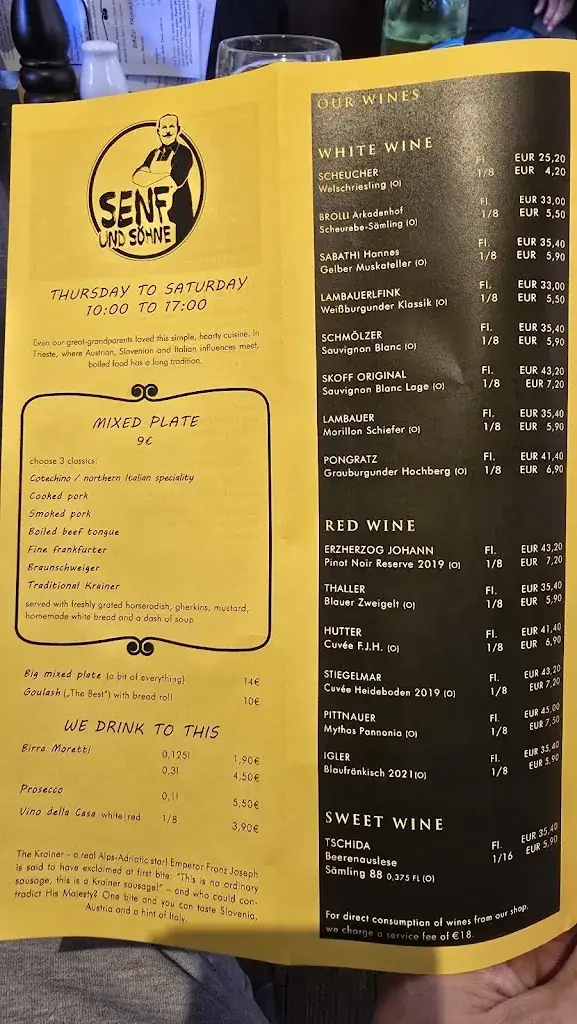 SENF
UND SÖHNE
THURSDAY TO SATURDAY
10:00 TO 17:00
Even our great-grandparents loved this simple, hearty cuisine. In
Trieste, where Austrian, Slovenian and Italian influences meet,
boiled food has a long tradition.
MIXED PLATE
9€
choose 3 classics:
Cotechino / northern Italian speciality
Cooked pork
Smoked pork
Boiled beef tongue
Fine frankfurter
Braunschweiger
Traditional Krainer
served with freshly grated horseradish, gherkins, mustard,
homemade white bread and a dash of soup
Big mixed plate (a bit of everything) 14€
Goulash („The Best“) with bread roll 10€
WE DRINK TO THIS
Birra Moretti 0,125l 1,90€
0,3l 4,50€
Prosecco 0,1l 5,50€
Vino della Casa white|red 1/8 3,90€
The Krainer – a real Alps-Adriatic star! Emperor Franz Joseph
is said to have exclaimed at first bite: “This is no ordinary
sausage, this is a Krainer sausage!” – and who could con-
tradict His Majesty? One bite and you can taste Slovenia,
Austria and a hint of Italy.
OUR WINES
WHITE WINE
SCHEUCHER Fl. EUR 25,20
Welschriesling (O) 1/8 EUR 4,20
BROLLI Arkadenhof Fl. EUR 33,00
Scheurebe-Sämling (O) 1/8 EUR 5,50
SABATHI Hannes Fl. EUR 35,40
Gelber Muskateller (O) 1/8 EUR 5,90
LAMBAUERLFINK Fl. EUR 33,00
Weißburgunder Klassik (O) 1/8 EUR 5,50
SCHMÖLZER Fl. EUR 35,40
Sauvignon Blanc (O) 1/8 EUR 5,90
SKOFF ORIGINAL Fl. EUR 43,20
Sauvignon Blanc Lage (O) 1/8 EUR 7,20
LAMBAUER Fl. EUR 35,40
Morillon Schiefer (O) 1/8 EUR 5,90
PONGRATZ Fl. EUR 41,40
Grauburgunder Hochberg (O) 1/8 EUR 6,90
RED WINE
ERZHERZOG JOHANN Fl. EUR 43,20
Pinot Noir Reserve 2019 (O) 1/8 EUR 7,20
THALLER Fl. EUR 35,40
Blauer Zweigelt (O) 1/8 EUR 5,90
HUTTER Fl. EUR 41,40
Cuvée F.J.H. (O) 1/8 EUR 6,90
STIEGELMAR Fl. EUR 43,20
Cuvée Heideboden 2019 (O) 1/8 EUR 7,20
PITTNAUER Fl. EUR 45,00
Mythos Pannonia (O) 1/8 EUR 7,50
IGLER Fl. EUR 35,40
Blaufränkisch 2021(O) 1/8 EUR 5,90
SWEET WINE
TSCHIDA Fl. EUR 35,40
Beerenauslese 1/16 EUR 5,90
Sämling 88 0,375 FL (O)
For direct consumption of wines from our shop,
we charge a service fee of €18.